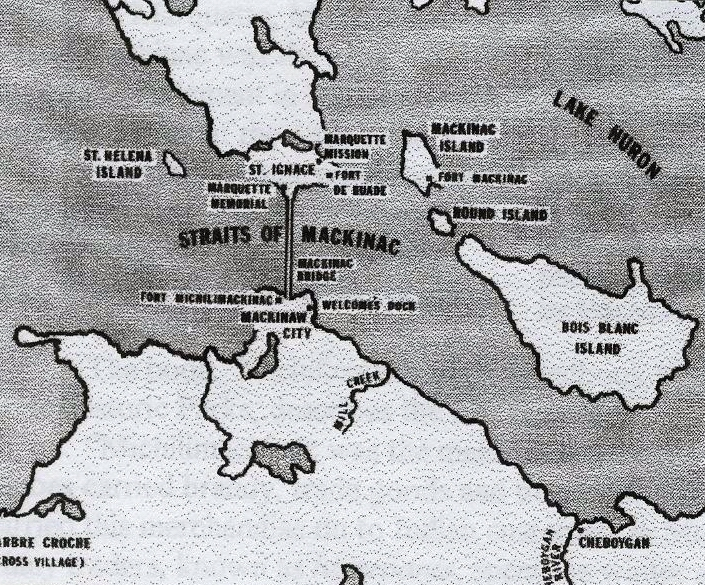 LAKE HURON
MACKINAC
ISLAND
MARQUETTE
MISSION
ST. HELENA
ISLAND
ST. IGNACE
FORT
DE BUADE
FORT MACKINAC
MARQUETTE
MEMORIAL
ROUND ISLAND
STRAITS OF MACKINAC
MACKINAC
BRIDGE
FORT MICHILIMACKINAC
WELCOMES DOCK
MACKINAW
CITY
BOIS BLANC
ISLAND
MILL CREEK
ARBRE CROCHE
CROSS VILLAGE)
CHEBOYGAN
CHEBOYGAN
RIVER